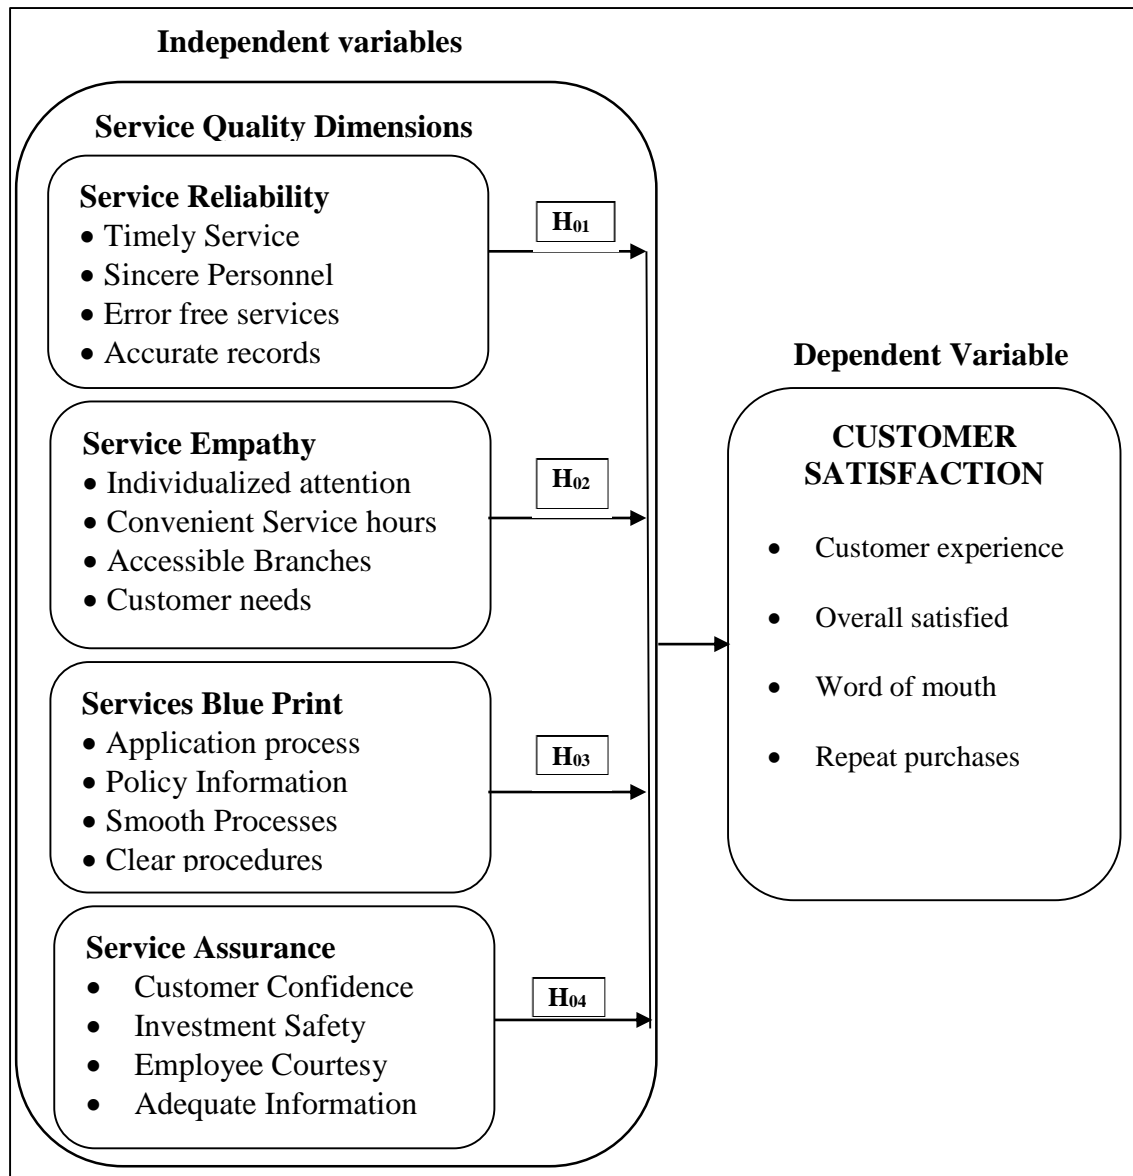 Independent variables
Service Quality Dimensions
Service Reliability
• Timely Service
• Sincere Personnel
• Error free services
• Accurate records
H01
Service Empathy
• Individualized attention
• Convenient Service hours
• Accessible Branches
• Customer needs
H02
Services Blue Print
• Application process
• Policy Information
• Smooth Processes
• Clear procedures
H03
Service Assurance
• Customer Confidence
• Investment Safety
• Employee Courtesy
• Adequate Information
H04
Dependent Variable
CUSTOMER
SATISFACTION
• Customer experience
• Overall satisfied
• Word of mouth
• Repeat purchases